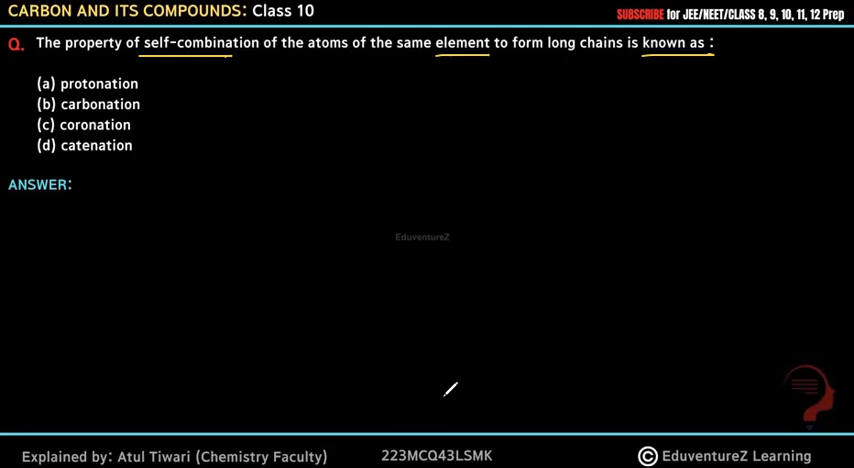 CARBON AND ITS COMPOUNDS: Class 10
SUBSCRIBE for JEE/NEET/CLASS 8, 9, 10, 11, 12 Prep
Q. The property of self-combination of the atoms of the same element to form long chains is known as :
(a) protonation
(b) carbonation
(c) coronation
(d) catenation
ANSWER:
EduventureZ
Explained by: Atul Tiwari (Chemistry Faculty)
223MCQ43LSMK
© EduventureZ Learning